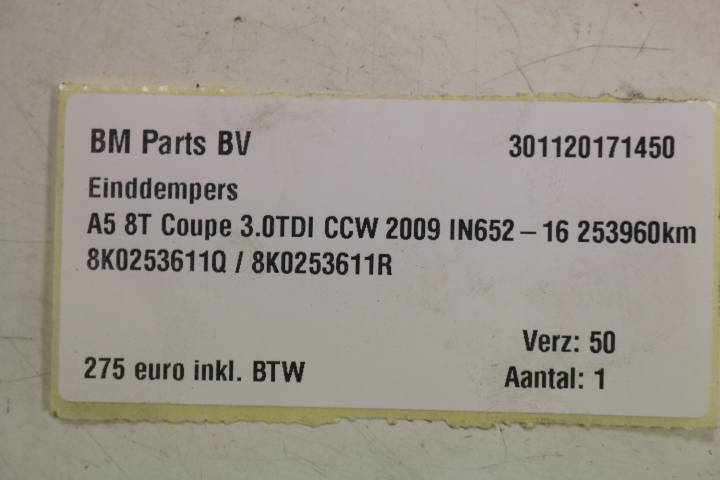 BM Parts BV 301120171450
Einddempers
A5 8T Coupe 3.0TDI CCW 2009 IN652 – 16 253960km
8K0253611Q / 8K0253611R
Verz: 50
275 euro inkl. BTW Aantal: 1